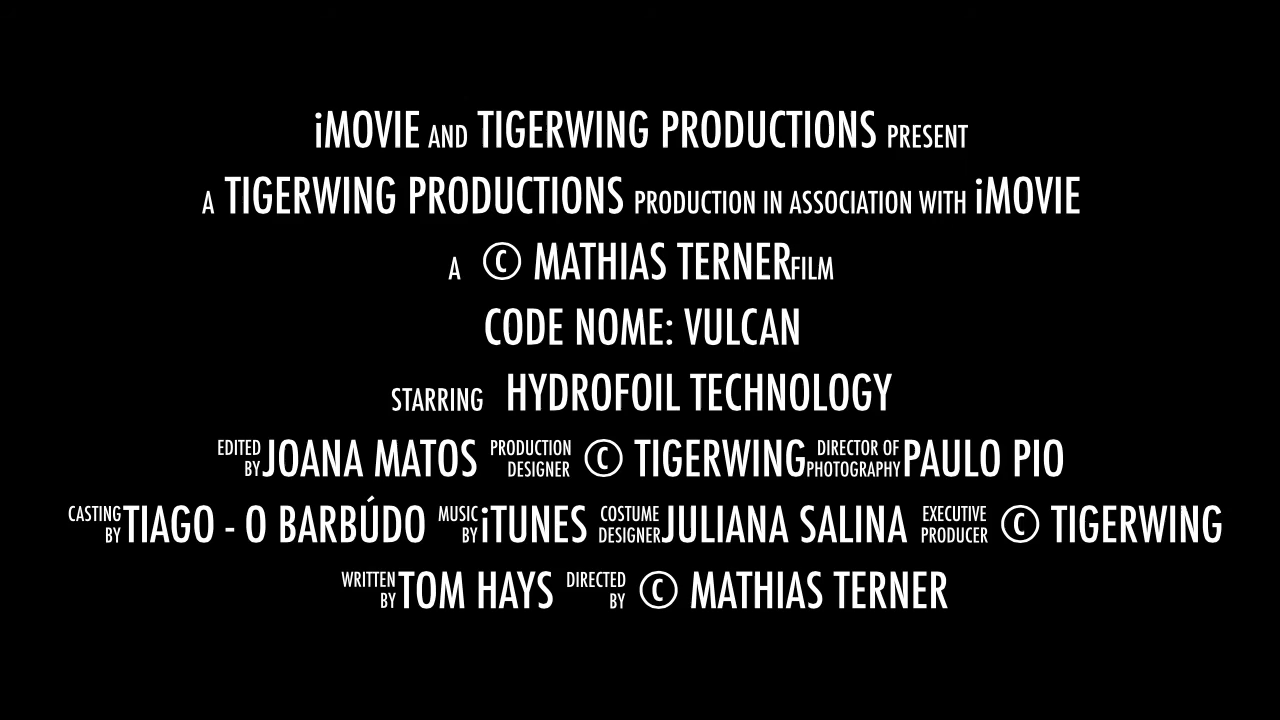 iMOVIE AND TIGERWING PRODUCTIONS PRESENT
A TIGERWING PRODUCTIONS PRODUCTION IN ASSOCIATION WITH iMOVIE
A © MATHIAS TERNER FILM
CODE NOME: VULCAN
STARRING HYDROFOIL TECHNOLOGY
EDITED BY JOANA MATOS PRODUCTION DESIGNER © TIGERWING DIRECTOR OF PHOTOGRAPHY PAULO PIO
CASTING BY TIAGO - O BARBÚDO MUSIC BY iTUNES COSTUME DESIGNER JULIANA SALINA EXECUTIVE PRODUCER © TIGERWING
WRITTEN BY TOM HAYS DIRECTED BY © MATHIAS TERNER